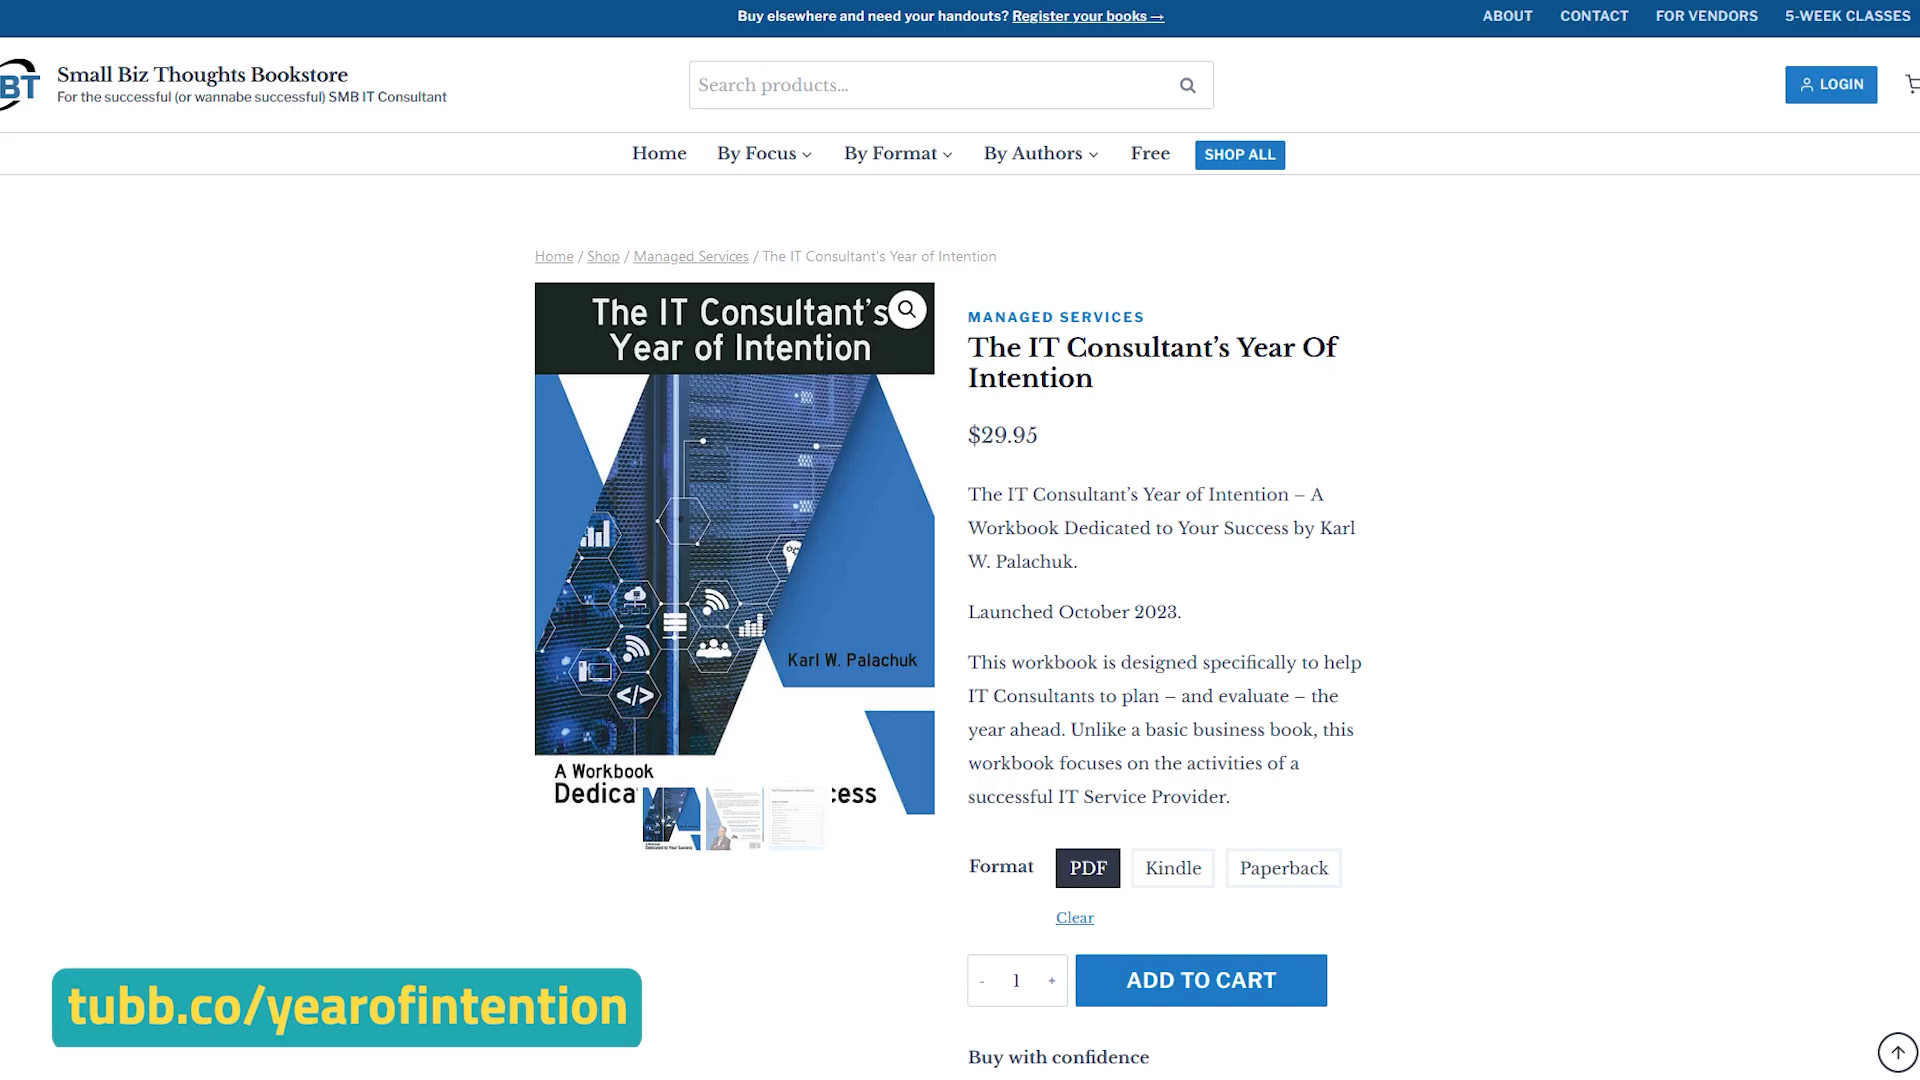 Buy elsewhere and need your handouts? Register your books →
ABOUT CONTACT FOR VENDORS 5-WEEK CLASSES
BT
Small Biz Thoughts Bookstore
For the successful (or wannabe successful) SMB IT Consultant
Search products…
LOGIN
Home By Focus By Format By Authors Free SHOP ALL
Home / Shop / Managed Services / The IT Consultant's Year of Intention
The IT Consultant's
Year of Intention
</>
Karl W. Palachuk
A Workbook
Dedica
cess
MANAGED SERVICES
The IT Consultant’s Year Of
Intention
$29.95
The IT Consultant’s Year of Intention – A
Workbook Dedicated to Your Success by Karl
W. Palachuk.
Launched October 2023.
This workbook is designed specifically to help
IT Consultants to plan – and evaluate – the
year ahead. Unlike a basic business book, this
workbook focuses on the activities of a
successful IT Service Provider.
Format PDF Kindle Paperback
Clear
- 1 + ADD TO CART
Buy with confidence
tubb.co/yearofintention